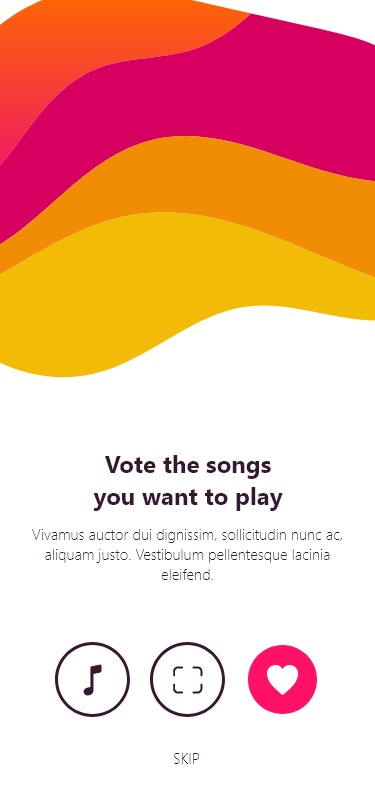 Vote the songs
you want to play
Vivamus auctor dui dignissim, sollicitudin nunc ac,
aliquam justo. Vestibulum pellentesque lacinia
eleifend.
SKIP